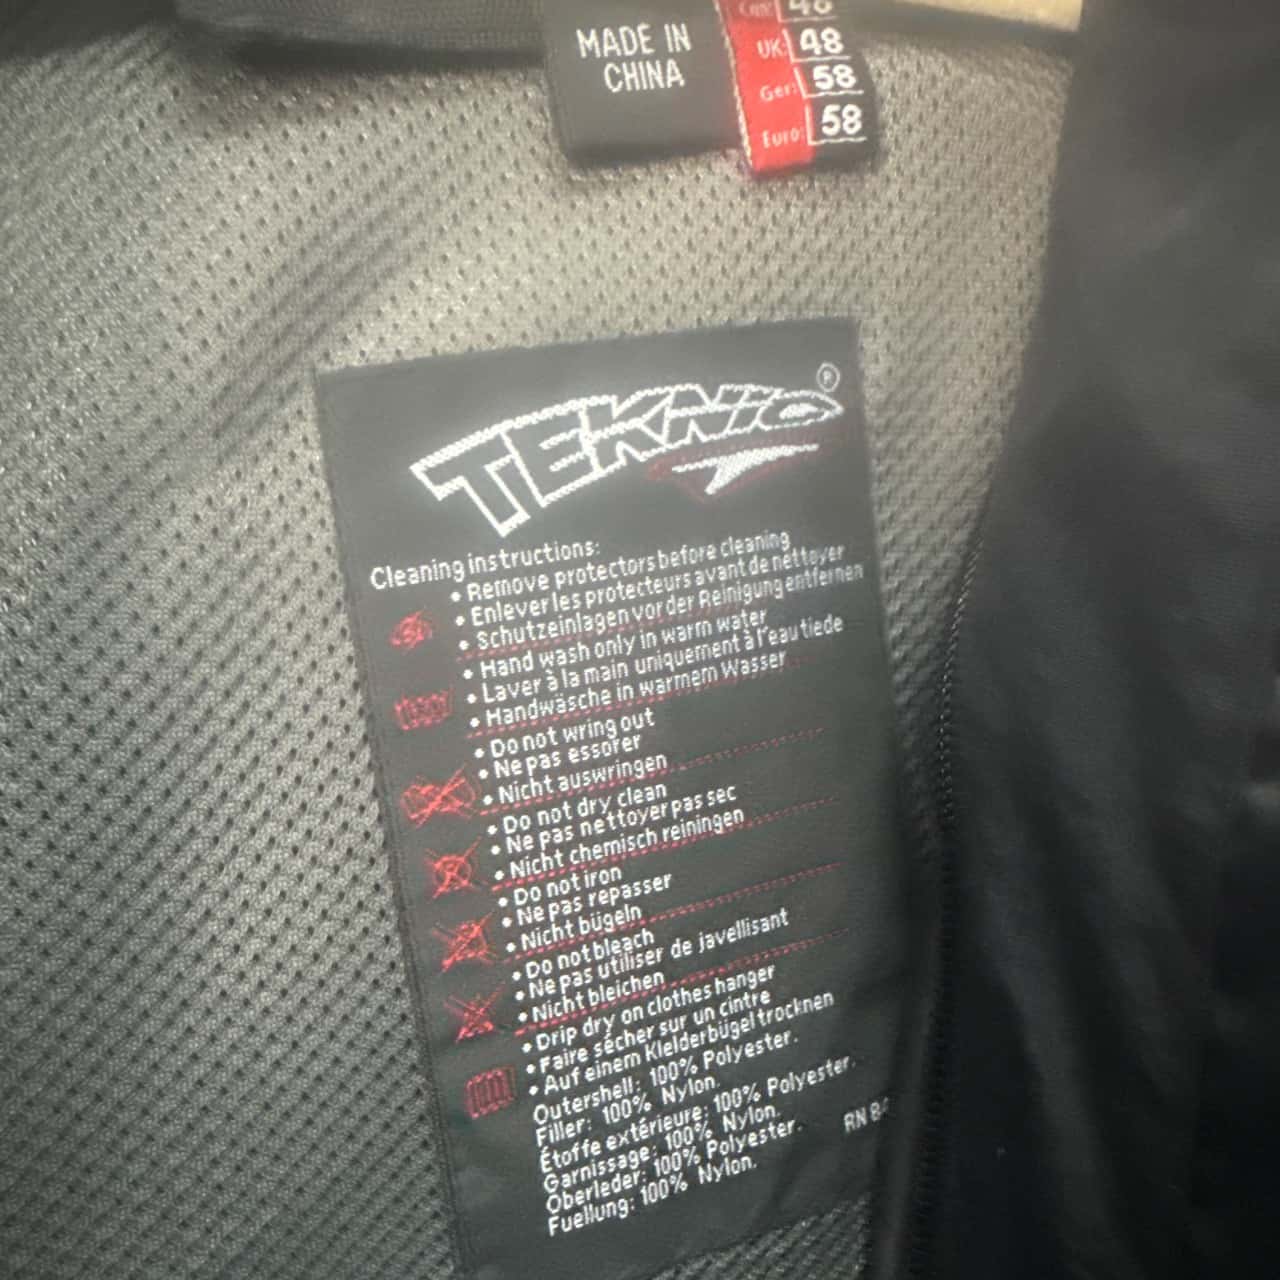 MADE IN
CHINA
48
UK: 48
Ger: 58
Euro: 58
TEKNIC
Cleaning instructions:
• Remove protectors before cleaning
• Enlever les protecteurs avant de nettoyer
• Schutzeinlagen vor der Reinigung entfernen
• Hand wash only in warm water
• Laver à la main uniquement à l'eau tiede
• Handwäsche in warmem Wasser
• Do not wring out
• Ne pas essorer
• Nicht auswringen
• Do not dry clean
• Ne pas nettoyer pas sec
• Nicht chemisch reiningen
• Do not iron
• Ne pas repasser
• Nicht bügeln
• Do not bleach
• Ne pas utiliser de javellisant
• Nicht bleichen
• Drip dry on clothes hanger
• Faire sécher sur un cintre
• Auf einem Klelderbügel trocknen
Outershell: 100% Polyester.
Filler: 100% Nylon.
Étoffe extérieure: 100% Polyester.
Garnissage: 100% Nylon.
Oberleder: 100% Polyester.
Fuellung: 100% Nylon.
RN 8